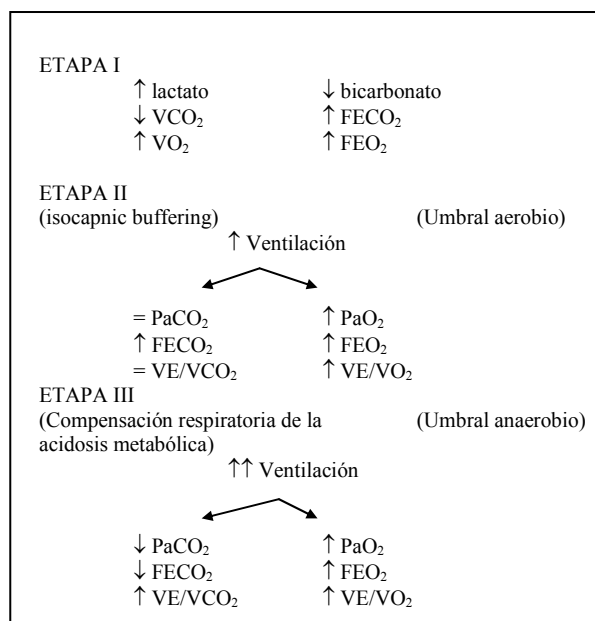 ETAPA I
↑ lactato ↓ bicarbonato
↓ VCO₂ ↑ FECO₂
↑ VO₂ ↑ FEO₂
ETAPA II
(isocapnic buffering) (Umbral aerobio)
↑ Ventilación
= PaCO₂ ↑ PaO₂
↑ FECO₂ ↑ FEO₂
= VE/VCO₂ ↑ VE/VO₂
ETAPA III
(Compensación respiratoria de la (Umbral anaerobio)
acidosis metabólica)
↑↑ Ventilación
↓ PaCO₂ ↑ PaO₂
↓ FECO₂ ↑ FEO₂
↑ VE/VCO₂ ↑ VE/VO₂